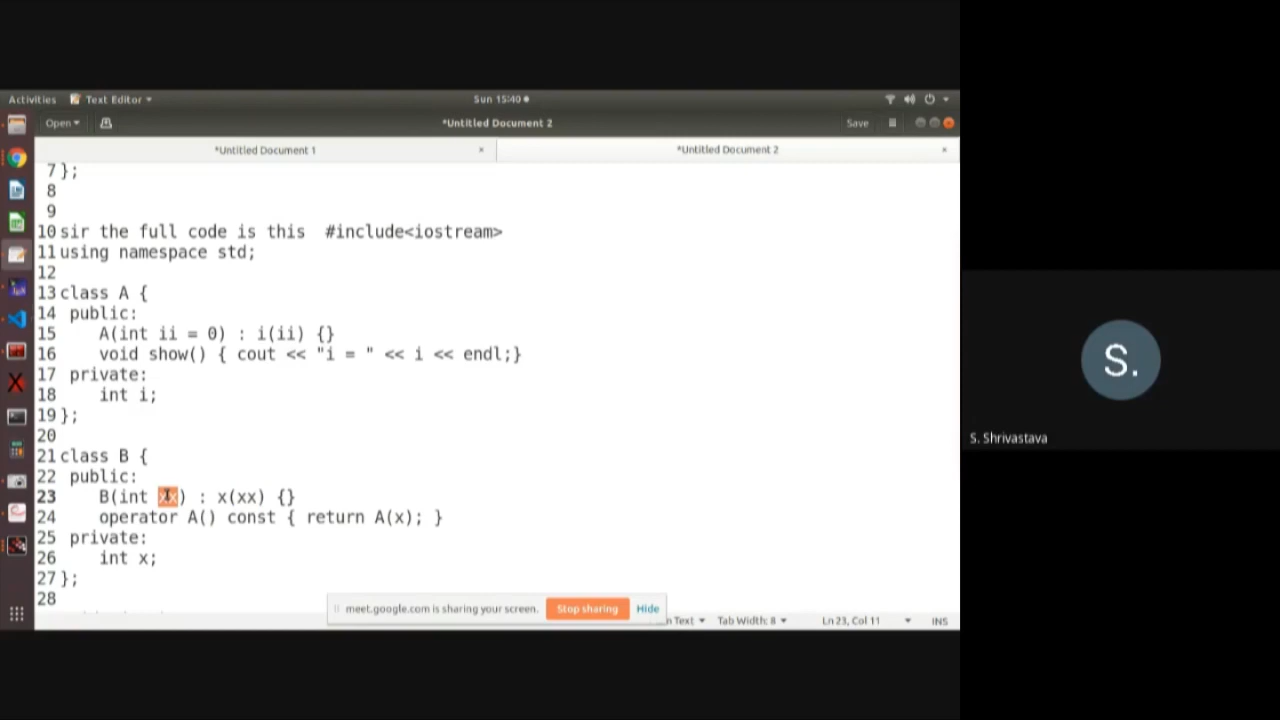 Activities Text Editor Sun 15:40
Open *Untitled Document 2 Save
*Untitled Document 1 × *Untitled Document 2 ×
7 };
8
9
10 sir the full code is this  #include<iostream>
11 using namespace std;
12
13 class A {
14  public:
15     A(int ii = 0) : i(ii) {}
16     void show() { cout << "i = " << i << endl;}
17  private:
18     int i;
19 };
20
21 class B {
22  public:
23     B(int xx) : x(xx) {}
24     operator A() const { return A(x); }
25  private:
26     int x;
27 };
28
meet.google.com is sharing your screen. Stop sharing Hide
Text Tab Width: 8 Ln 23, Col 11 INS
S.
S. Shrivastava